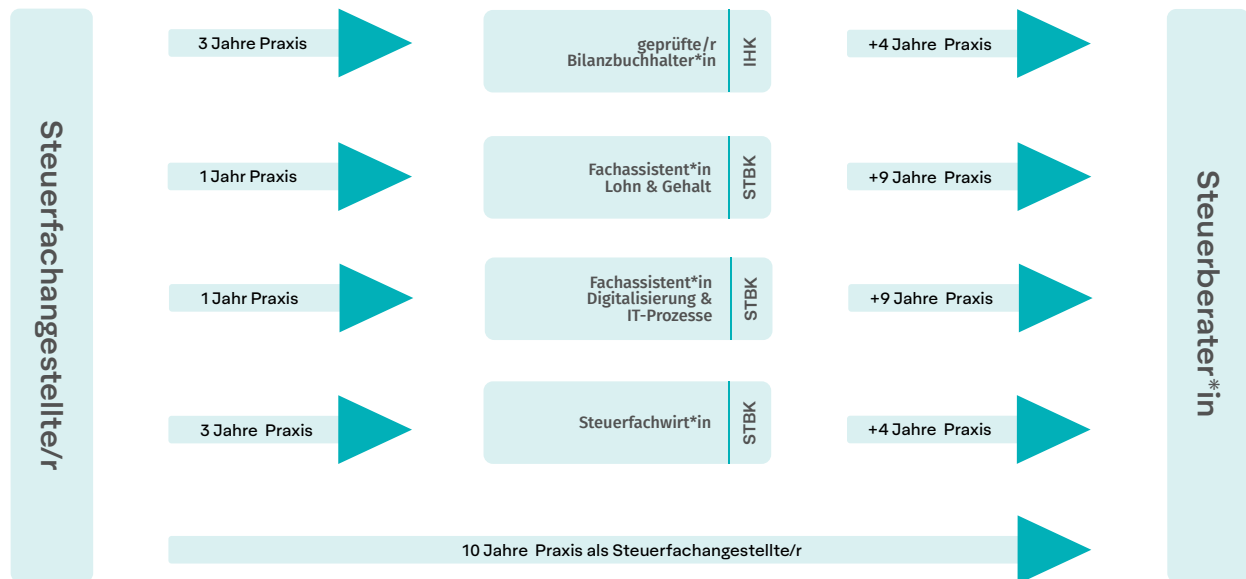 Steuerfachangestellte/r
3 Jahre Praxis
geprüfte/r
Bilanzbuchhalter*in
IHK
+4 Jahre Praxis
1 Jahr Praxis
Fachassistent*in
Lohn & Gehalt
STBK
+9 Jahre Praxis
1 Jahr Praxis
Fachassistent*in
Digitalisierung &
IT-Prozesse
STBK
+9 Jahre Praxis
3 Jahre Praxis
Steuerfachwirt*in
STBK
+4 Jahre Praxis
10 Jahre Praxis als Steuerfachangestellte/r
Steuerberater*in